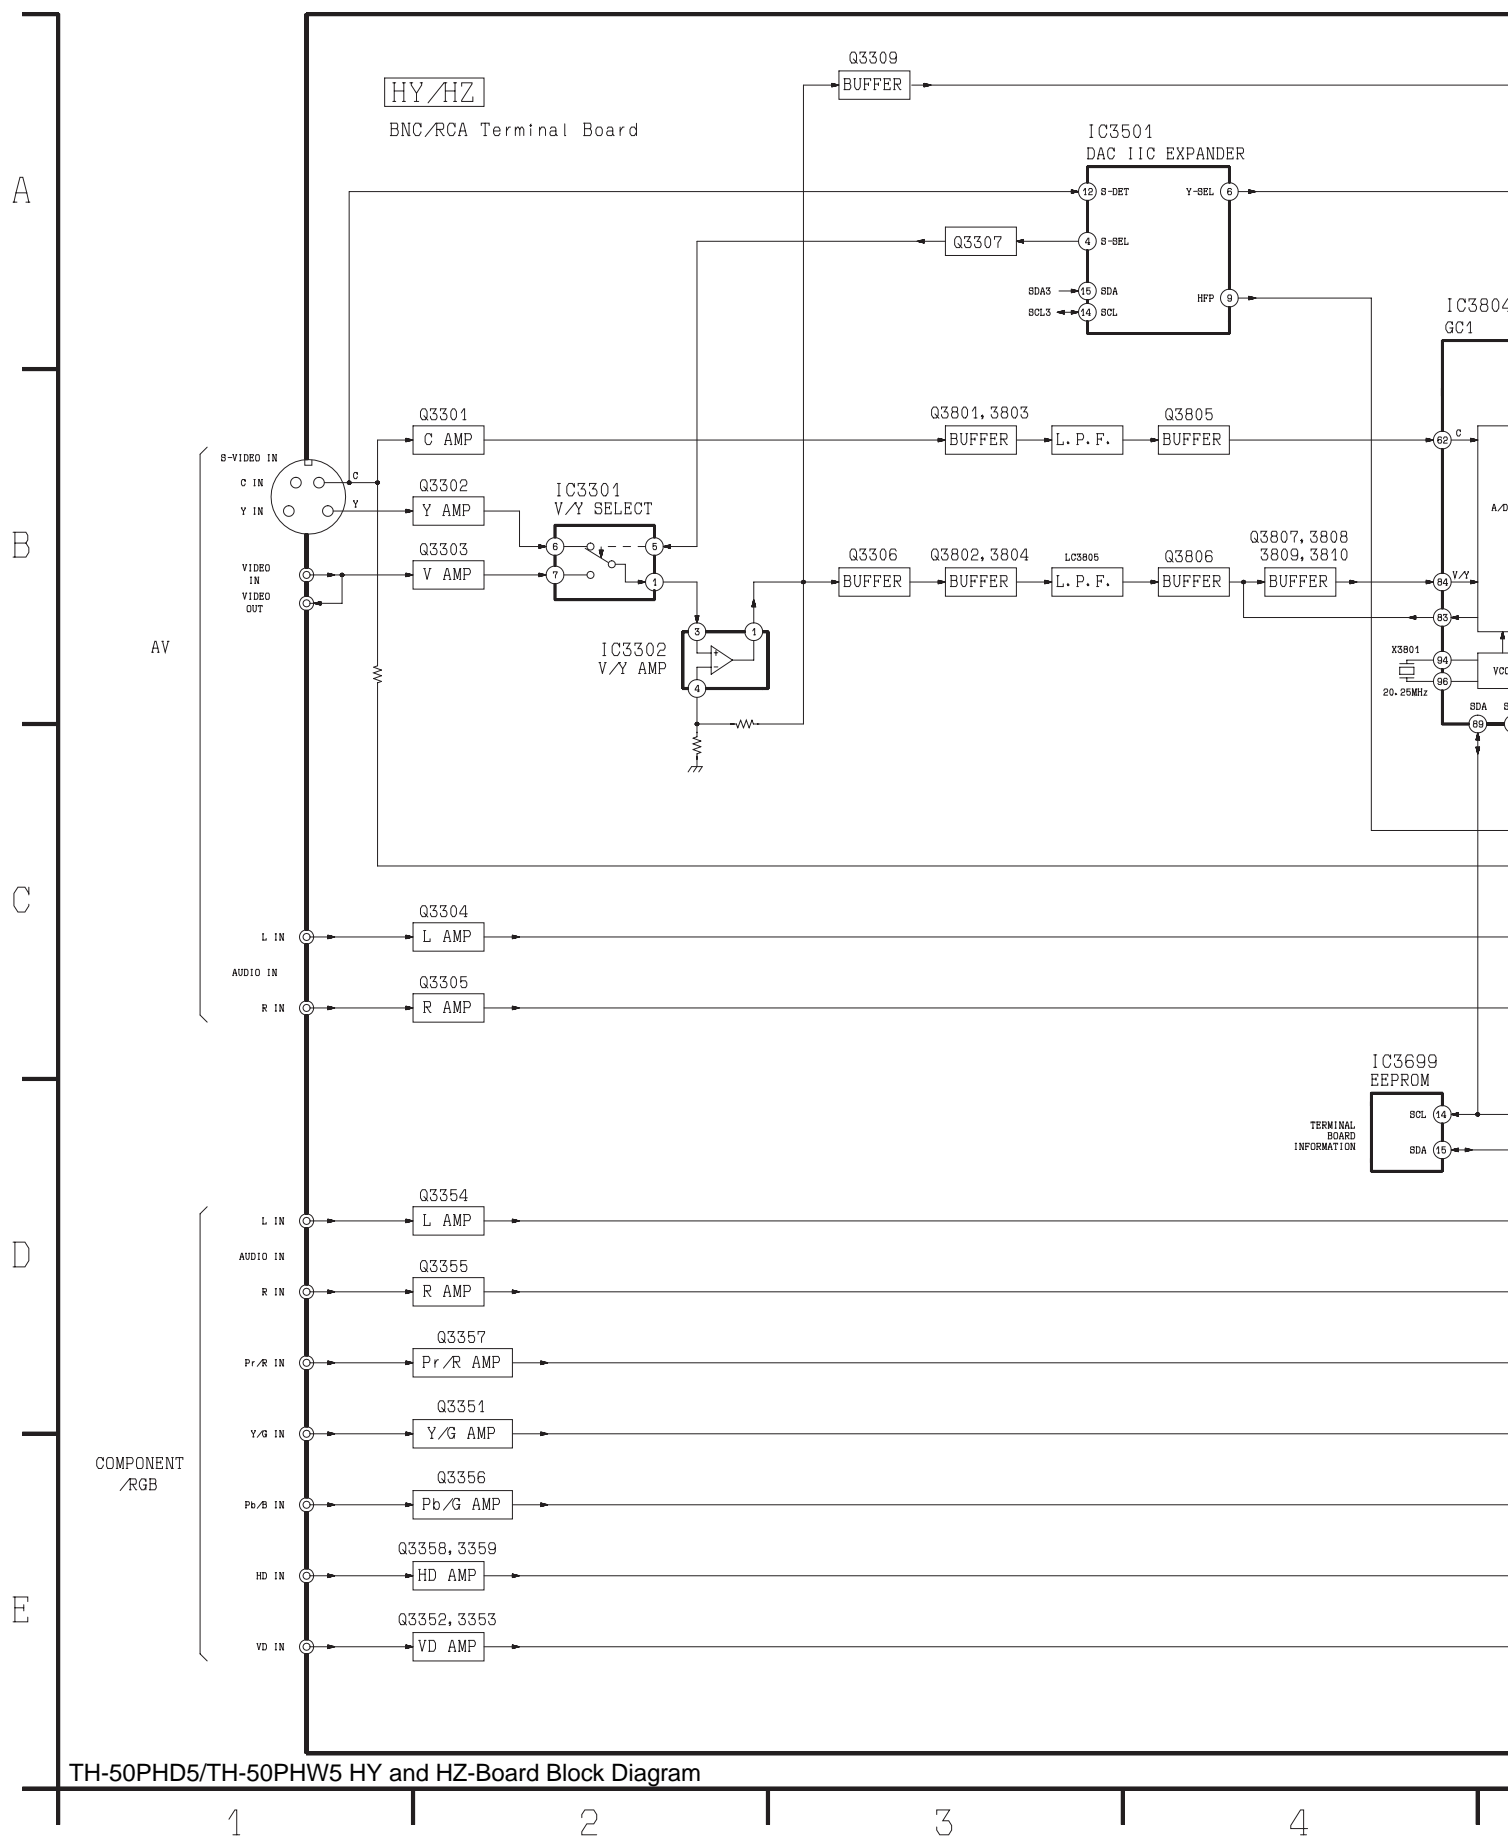 Q3309
BUFFER
HY/HZ
BNC/RCA Terminal Board
IC3501
DAC IIC EXPANDER
A
12 S-DET
Y-SEL 6
Q3307
4 S-SEL
SDA3
15 SDA
HFP 9
SCL3
14 SCL
IC3804
GC1
Q3301
C AMP
Q3801, 3803
BUFFER
L.P.F.
Q3805
BUFFER
62 C
S-VIDEO IN
C IN
C
Y IN
Y
Q3302
Y AMP
IC3301
V/Y SELECT
6
5
7
1
A/D
B
VIDEO
IN
VIDEO
OUT
Q3303
V AMP
Q3306
BUFFER
Q3802, 3804
BUFFER
LC3805
L.P.F.
Q3806
BUFFER
Q3807, 3808
3809, 3810
BUFFER
84 V/Y
83
AV
IC3302
V/Y AMP
3
1
+
-
4
X3801
20.25MHz
94
96
VCO
SDA S
89
C
Q3304
L IN
L AMP
AUDIO IN
Q3305
R IN
R AMP
IC3699
EEPROM
TERMINAL
BOARD
INFORMATION
SCL 14
SDA 15
D
Q3354
L IN
L AMP
AUDIO IN
Q3355
R IN
R AMP
Q3357
Pr/R IN
Pr/R AMP
Q3351
Y/G IN
Y/G AMP
COMPONENT
/RGB
Q3356
Pb/B IN
Pb/G AMP
Q3358, 3359
HD IN
HD AMP
E
Q3352, 3353
VD IN
VD AMP
TH-50PHD5/TH-50PHW5 HY and HZ-Board Block Diagram
1
2
3
4